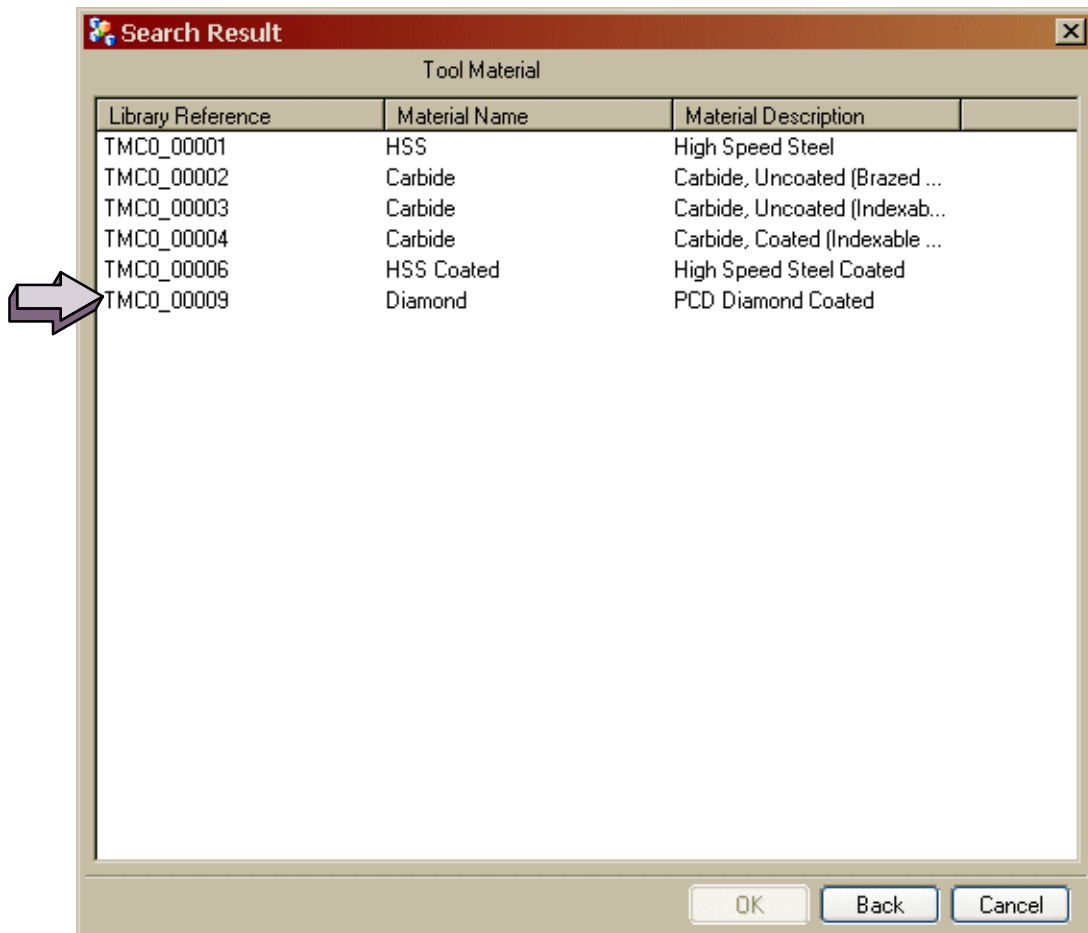 Search Result
Tool Material
Library Reference Material Name Material Description
TMC0_00001 HSS High Speed Steel
TMC0_00002 Carbide Carbide, Uncoated (Brazed ...
TMC0_00003 Carbide Carbide, Uncoated (Indexab...
TMC0_00004 Carbide Carbide, Coated (Indexable ...
TMC0_00006 HSS Coated High Speed Steel Coated
TMC0_00009 Diamond PCD Diamond Coated
OK Back Cancel